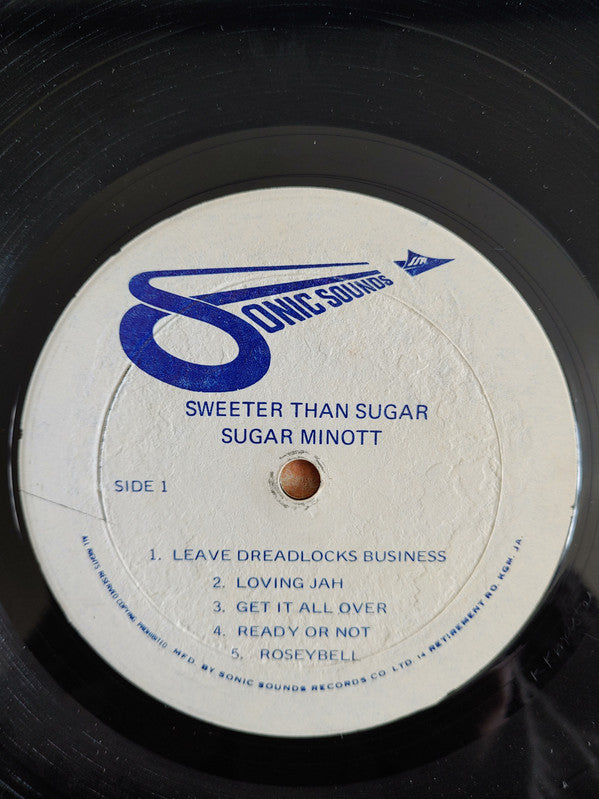 SSR
SONIC SOUNDS
SWEETER THAN SUGAR
SUGAR MINOTT
SIDE 1
1. LEAVE DREADLOCKS BUSINESS
2. LOVING JAH
3. GET IT ALL OVER
4. READY OR NOT
5. ROSEYBELL
ALL RIGHTS RESERVED COPYING PROHIBITED. MFD. BY SONIC SOUNDS RECORDS CO LTD. 14 RETIREMENT RD KGM. JA